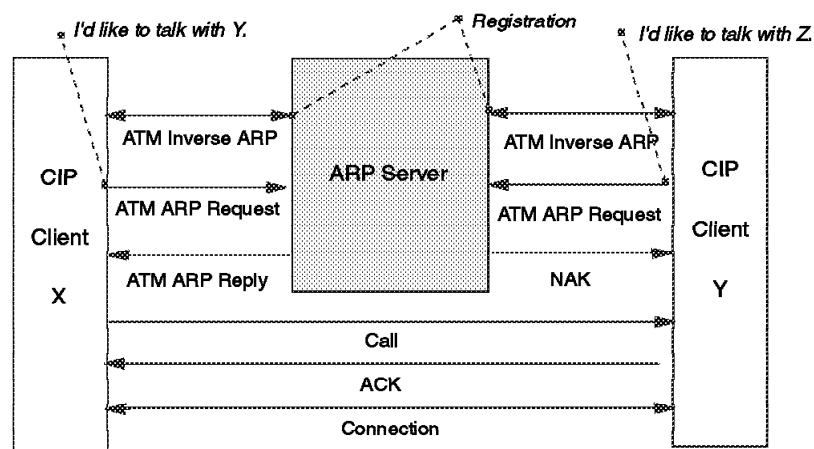 I'd like to talk with Y.
Registration
I'd like to talk with Z.
ATM Inverse ARP
ATM Inverse ARP
CIP
Client
X
ARP Server
CIP
Client
Y
ATM ARP Request
ATM ARP Request
ATM ARP Reply
NAK
Call
ACK
Connection